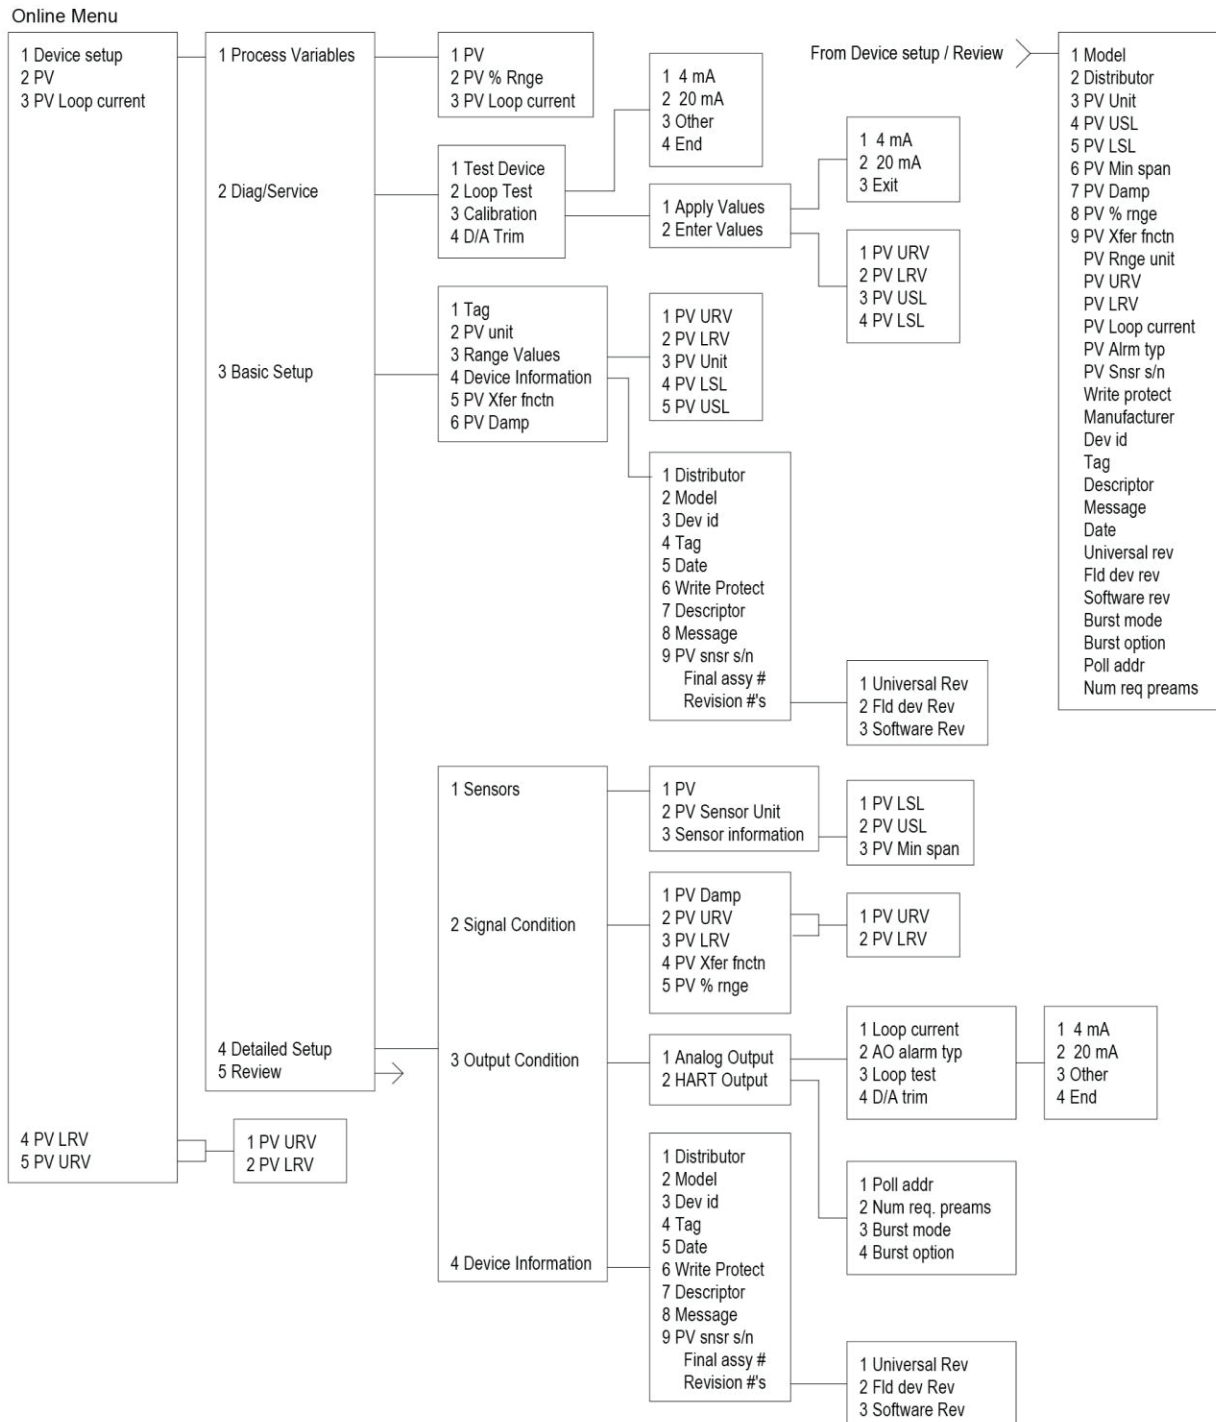 Online Menu
1 Device setup
2 PV
3 PV Loop current
4 PV LRV
5 PV URV
1 PV URV
2 PV LRV
1 Process Variables
2 Diag/Service
3 Basic Setup
4 Detailed Setup
5 Review
1 PV
2 PV % Rnge
3 PV Loop current
1 Test Device
2 Loop Test
3 Calibration
4 D/A Trim
1 4 mA
2 20 mA
3 Other
4 End
1 Apply Values
2 Enter Values
1 4 mA
2 20 mA
3 Exit
1 PV URV
2 PV LRV
3 PV USL
4 PV LSL
1 Tag
2 PV unit
3 Range Values
4 Device Information
5 PV Xfer fnctn
6 PV Damp
1 PV URV
2 PV LRV
3 PV Unit
4 PV LSL
5 PV USL
1 Distributor
2 Model
3 Dev id
4 Tag
5 Date
6 Write Protect
7 Descriptor
8 Message
9 PV snsr s/n
Final assy #
Revision #'s
1 Universal Rev
2 Fld dev Rev
3 Software Rev
1 Sensors
2 Signal Condition
3 Output Condition
4 Device Information
1 PV
2 PV Sensor Unit
3 Sensor information
1 PV LSL
2 PV USL
3 PV Min span
1 PV Damp
2 PV URV
3 PV LRV
4 PV Xfer fnctn
5 PV % rnge
1 PV URV
2 PV LRV
1 Analog Output
2 HART Output
1 Loop current
2 AO alarm typ
3 Loop test
4 D/A trim
1 4 mA
2 20 mA
3 Other
4 End
1 Poll addr
2 Num req. preams
3 Burst mode
4 Burst option
1 Distributor
2 Model
3 Dev id
4 Tag
5 Date
6 Write Protect
7 Descriptor
8 Message
9 PV snsr s/n
Final assy #
Revision #'s
1 Universal Rev
2 Fld dev Rev
3 Software Rev
From Device setup / Review
1 Model
2 Distributor
3 PV Unit
4 PV USL
5 PV LSL
6 PV Min span
7 PV Damp
8 PV % rnge
9 PV Xfer fnctn
PV Rnge unit
PV URV
PV LRV
PV Loop current
PV Alrm typ
PV Snsr s/n
Write protect
Manufacturer
Dev id
Tag
Descriptor
Message
Date
Universal rev
Fld dev rev
Software rev
Burst mode
Burst option
Poll addr
Num req preams